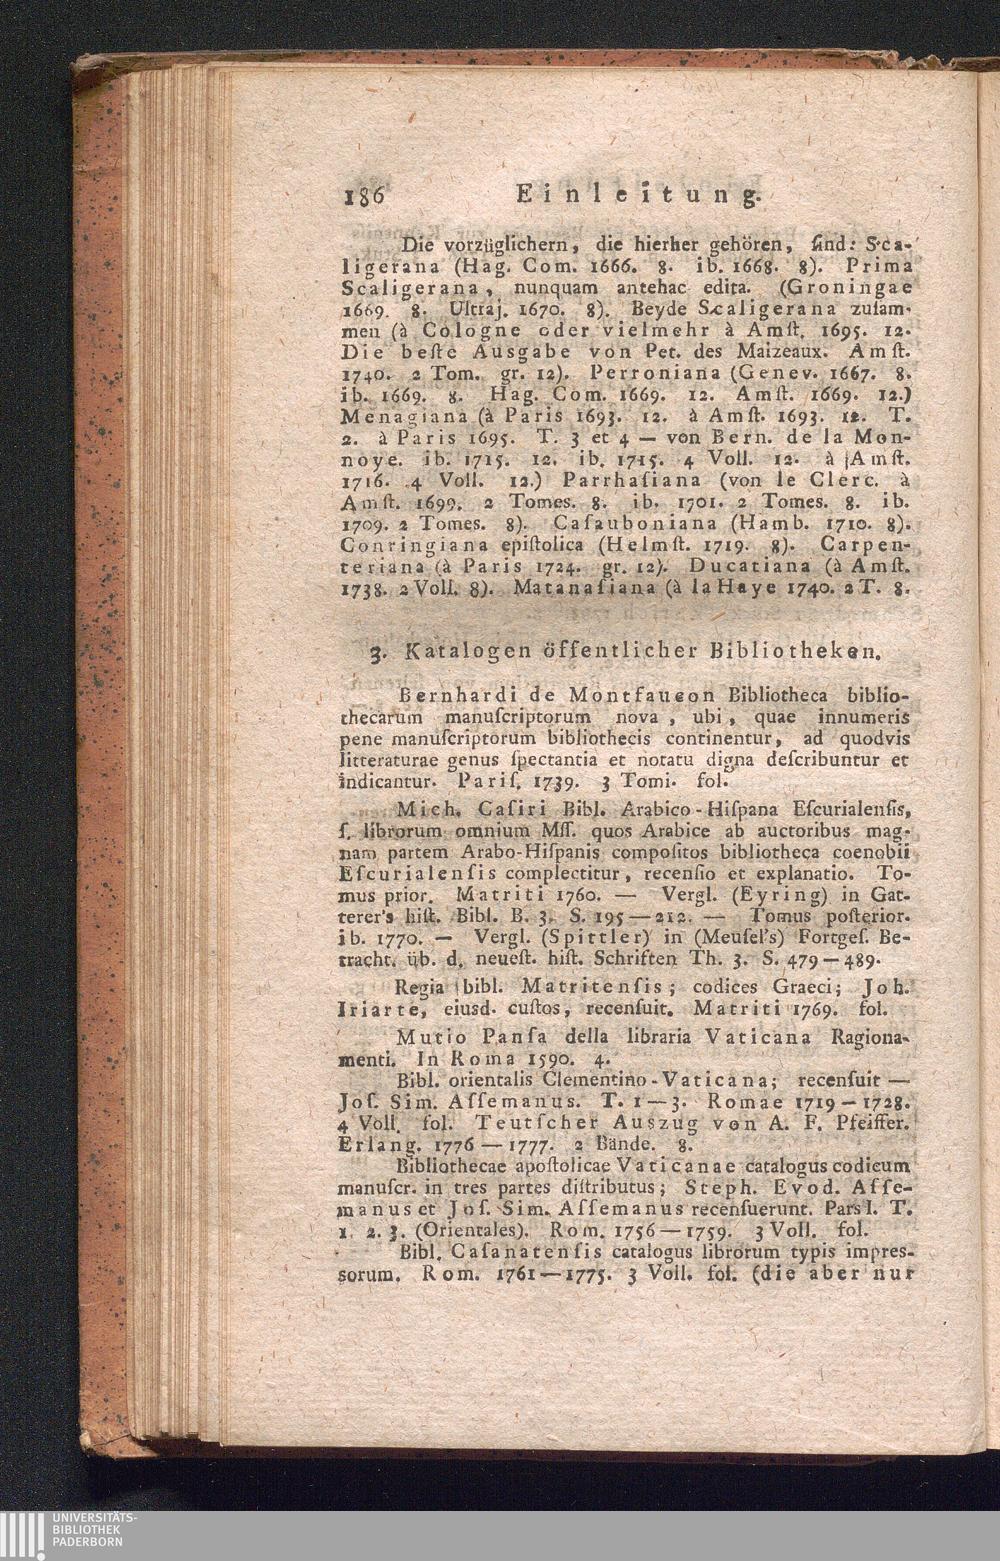 186 Einleitung.
Die vorzüglichern, die hierher gehören, ſind: Sca-
ligerana (Hag. Com. 1666. 8. ib. 1668. 8). Prima
Scaligerana, nunquam antehac edita. (Groningae
1669. 8. Ultraj. 1670. 8). Beyde Scaligerana zuſam-
men (à Cologne oder vielmehr à Amſt. 1695. 12.
Die beſte Ausgabe von Pet. des Maizeaux. Amſt.
1740. 2 Tom. gr. 12). Perroniana (Genev. 1667. 8.
ib. 1669. 8. Hag. Com. 1669. 12. Amſt. 1669. 12.)
Menagiana (à Paris 1693. 12. à Amſt. 1693. 12. T.
2. à Paris 1695. T. 3 et 4 — von Bern. de la Mon-
noye. ib. 1715. 12. ib. 1715. 4 Voll. 12. à Amſt.
1716. 4 Voll. 12.) Parrhaſiana (von le Clerc. à
Amſt. 1699. 2 Tomes. 8. ib. 1701. 2 Tomes. 8. ib.
1709. 2 Tomes. 8). Caſauboniana (Hamb. 1710. 8).
Conringiana epiſtolica (Helmſt. 1719. 8). Carpen-
teriana (à Paris 1724. gr. 12). Ducatiana (à Amſt.
1738. 2 Voll. 8). Matanaſiana (à la Haye 1740. 2 T. 8.
3. Katalogen öffentlicher Bibliotheken.
Bernhardi de Montfaucon Bibliotheca biblio-
thecarum manuſcriptorum nova, ubi, quae innumeris
pene manuſcriptorum bibliothecis continentur, ad quodvis
litteraturae genus ſpectantia et notatu digna deſcribuntur et
indicantur. Pariſ. 1739. 3 Tomi. fol.
Mich. Caſiri Bibl. Arabico-Hiſpana Eſcurialenſis,
ſ. librorum omnium Mſſ. quos Arabice ab auctoribus mag-
nam partem Arabo-Hiſpanis compoſitos bibliotheca coenobii
Eſcurialenſis complectitur, recenſio et explanatio. To-
mus prior. Matriti 1760. — Vergl. (Eyring) in Gat-
terer's hiſt. Bibl. B. 3. S. 195—212. — Tomus poſterior.
ib. 1770. — Vergl. (Spittler) in (Meuſel's) Fortgeſ. Be-
tracht. üb. d. neueſt. hiſt. Schriften Th. 3. S. 479—489.
Regia bibl. Matritenſis; codices Graeci; Joh.
Iriarte, eiusd. cuſtos, recenſuit. Matriti 1769. fol.
Mutio Panſa della libraria Vaticana Ragiona-
menti. In Roma 1590. 4.
Bibl. orientalis Clementino-Vaticana; recenſuit —
Joſ. Sim. Aſſemanus. T. 1—3. Romae 1719—1728.
4 Voll. fol. Teutſcher Auszug von A. F. Pfeiffer.
Erlang. 1776—1777. 2 Bände. 8.
Bibliothecae apoſtolicae Vaticanae catalogus codicum
manuſcr. in tres partes diſtributus; Steph. Evod. Aſſe-
manus et Joſ. Sim. Aſſemanus recenſuerunt. Pars I. T.
1. 2. 3. (Orientales). Rom. 1756—1759. 3 Voll. fol.
Bibl. Caſanatenſis catalogus librorum typis impres-
sorum. Rom. 1761—1775. 3 Voll. fol. (die aber nur
UNIVERSITÄTS-
BIBLIOTHEK
PADERBORN